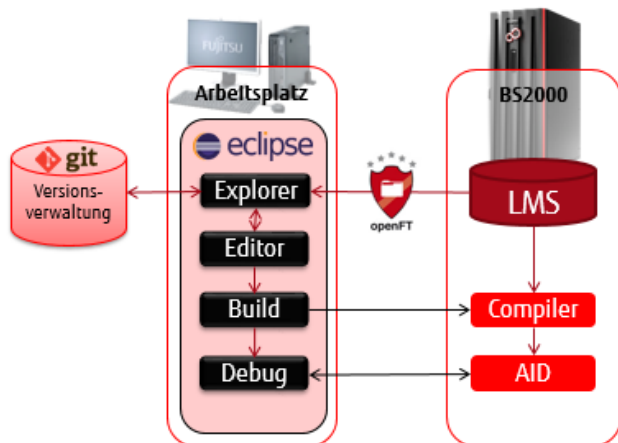 FUJITSU
Arbeitsplatz
BS2000
git
Versions-
verwaltung
eclipse
Explorer
Editor
Build
Debug
openFT
LMS
Compiler
AID